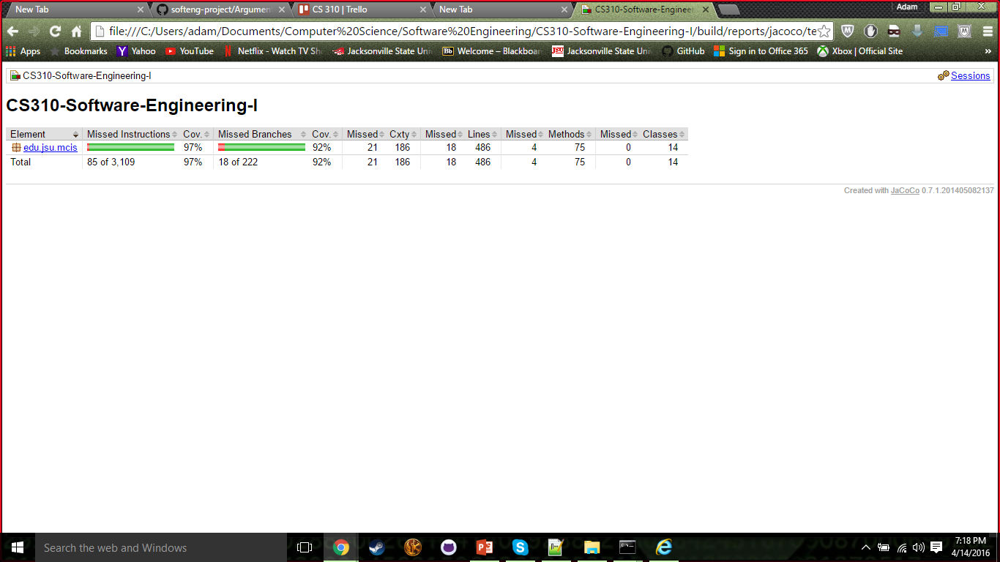 New Tab softeng-project/Argumen CS 310 | Trello New Tab CS310-Software-Enginee Adam
file:///C:/Users/adam/Documents/Computer%20Science/Software%20Engineering/CS310-Software-Engineering-I/build/reports/jacoco/te
Apps Bookmarks Yahoo YouTube Netflix - Watch TV Sh Jacksonville State Uni Bb Welcome – Blackboar JSU Jacksonville State Un GitHub Sign in to Office 365 Xbox | Official Site »
CS310-Software-Engineering-I Sessions
CS310-Software-Engineering-I
Element Missed Instructions Cov. Missed Branches Cov. Missed Cxty Missed Lines Missed Methods Missed Classes
edu.jsu.mcis 97% 92% 21 186 18 486 4 75 0 14
Total 85 of 3,109 97% 18 of 222 92% 21 186 18 486 4 75 0 14
Created with JaCoCo 0.7.1.201405082137
Search the web and Windows
7:18 PM
4/14/2016